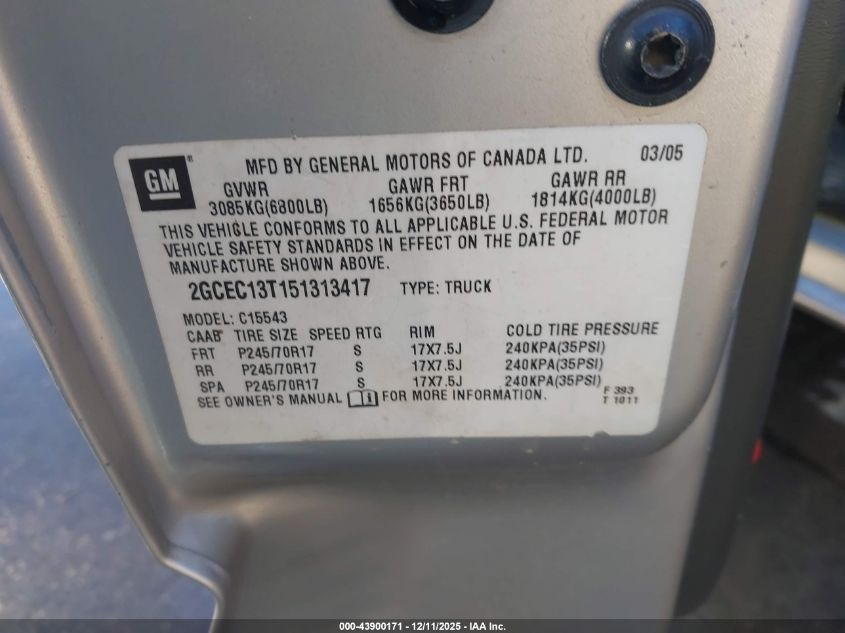 GM ® MFD BY GENERAL MOTORS OF CANADA LTD. 03/05
GVWR GAWR FRT GAWR RR
3085KG(6800LB) 1656KG(3650LB) 1814KG(4000LB)
THIS VEHICLE CONFORMS TO ALL APPLICABLE U.S. FEDERAL MOTOR
VEHICLE SAFETY STANDARDS IN EFFECT ON THE DATE OF
MANUFACTURE SHOWN ABOVE.
2GCEC13T151313417 TYPE: TRUCK
MODEL: C15543
CAAB TIRE SIZE SPEED RTG RIM COLD TIRE PRESSURE
FRT P245/70R17 S 17X7.5J 240KPA(35PSI)
RR P245/70R17 S 17X7.5J 240KPA(35PSI)
SPA P245/70R17 S 17X7.5J 240KPA(35PSI)
SEE OWNER'S MANUAL i FOR MORE INFORMATION. F 393
T 1011
000-43900171 - 12/11/2025 - IAA Inc.